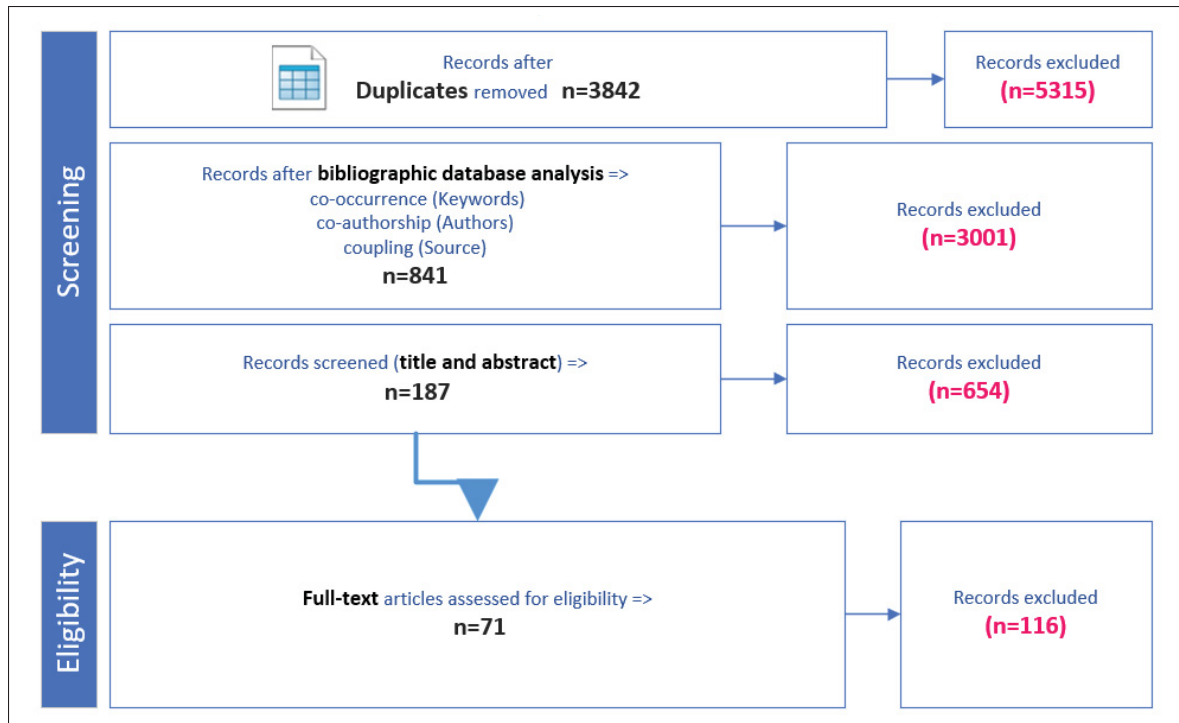 Screening
Records after
Duplicates removed n=3842
Records excluded
(n=5315)
Records after bibliographic database analysis =>
co-occurrence (Keywords)
co-authorship (Authors)
coupling (Source)
n=841
Records excluded
(n=3001)
Records screened (title and abstract) =>
n=187
Records excluded
(n=654)
Eligibility
Full-text articles assessed for eligibility =>
n=71
Records excluded
(n=116)